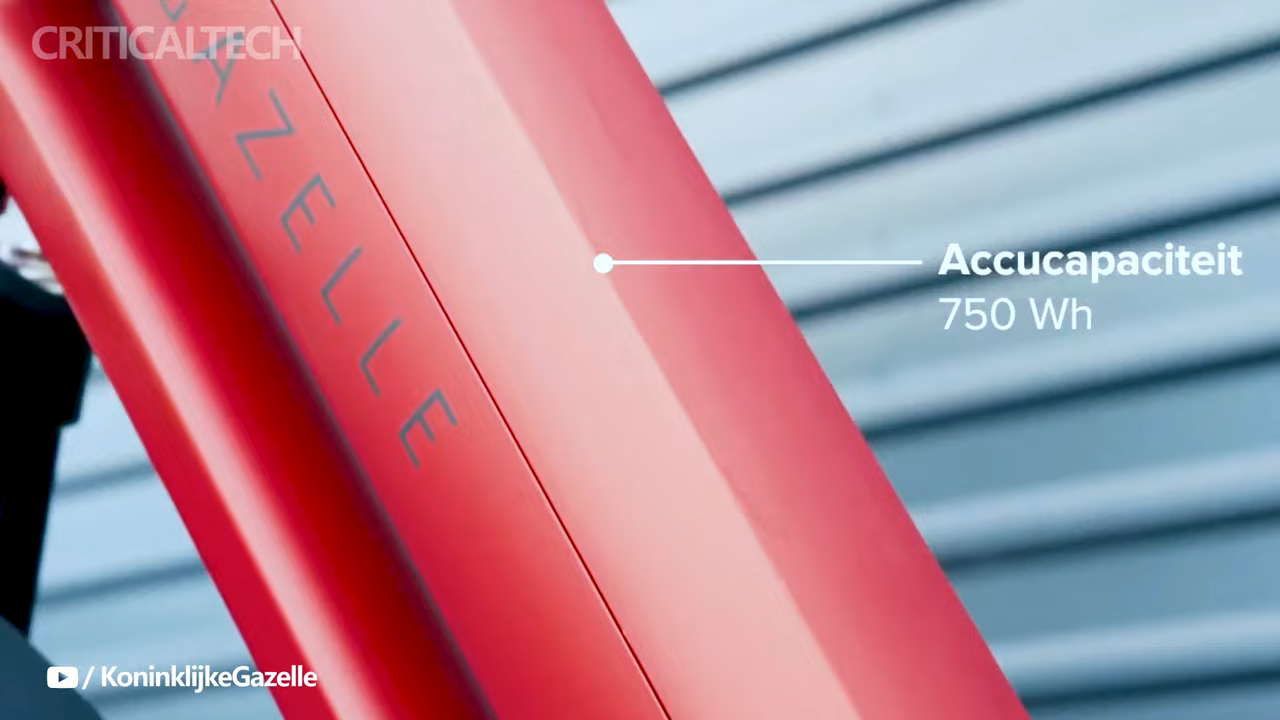 CRITICALTECH
GAZELLE
Accucapaciteit
750 Wh
/ KoninklijkeGazelle